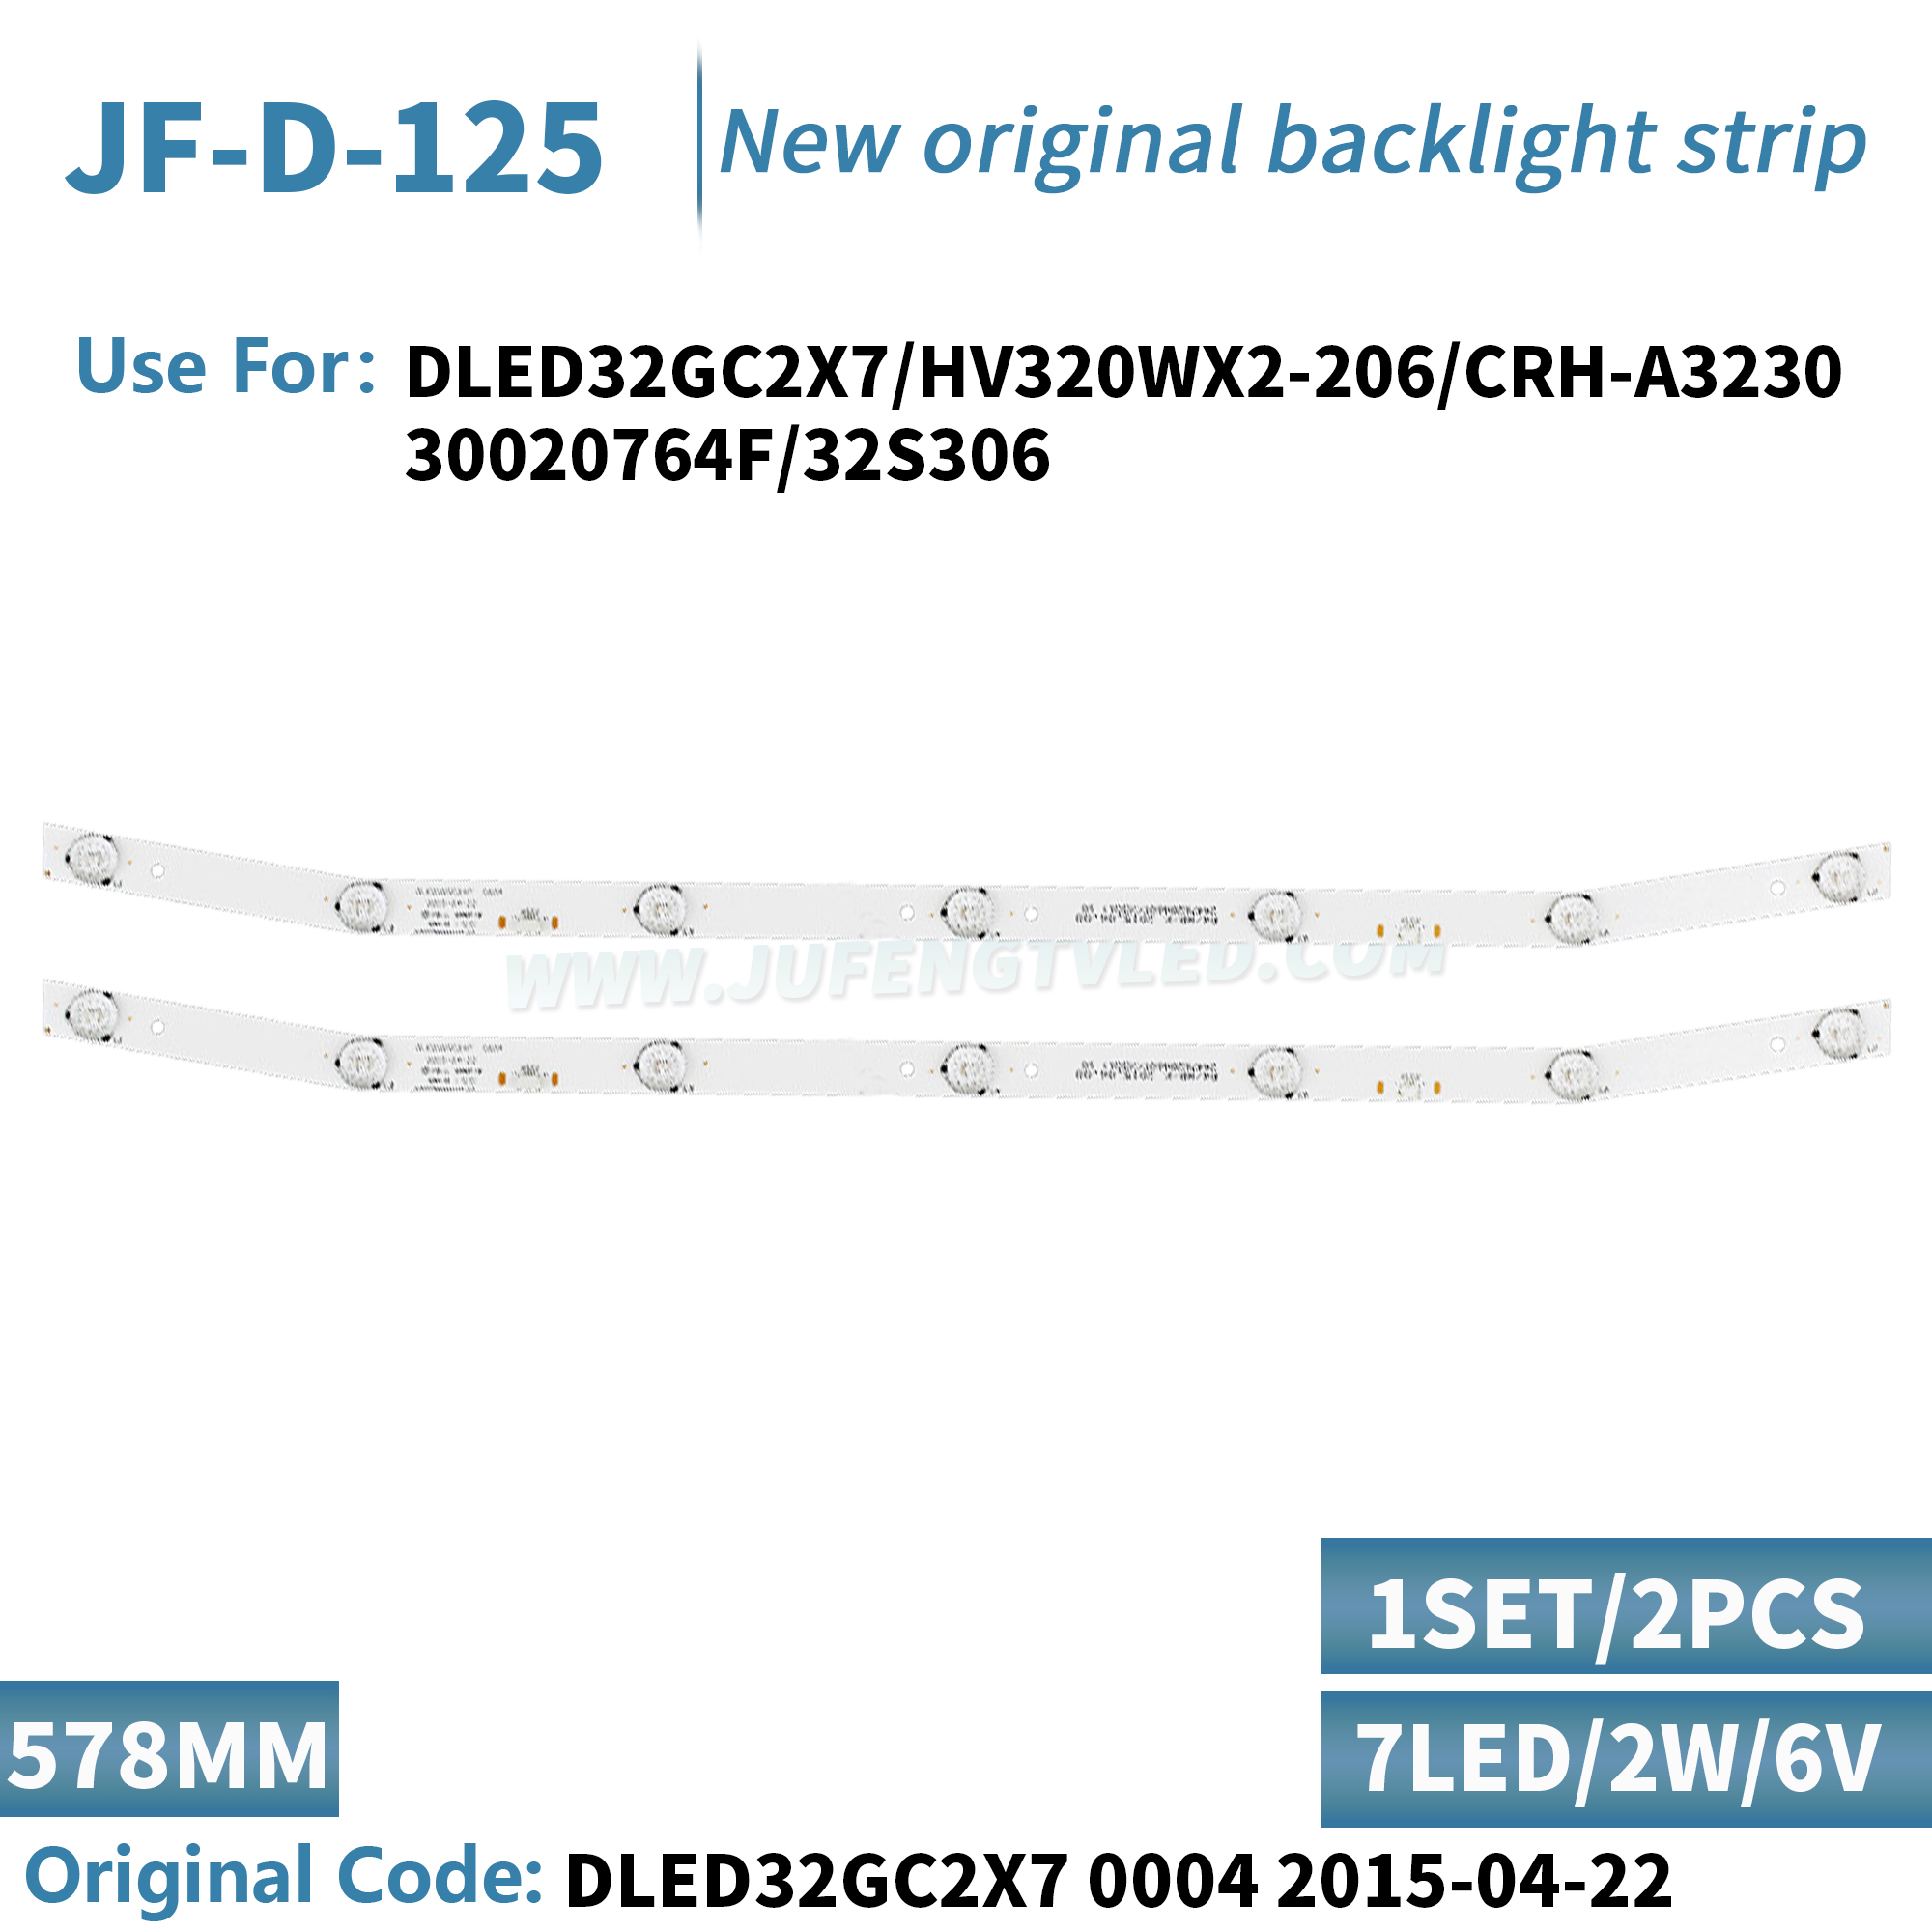 JF-D-125
New original backlight strip
Use For: DLED32GC2X7/HV320WX2-206/CRH-A3230
30020764F/32S306
WWW.JUFENGTVLED.COM
1SET/2PCS
578MM
7LED/2W/6V
Original Code: DLED32GC2X7 0004 2015-04-22